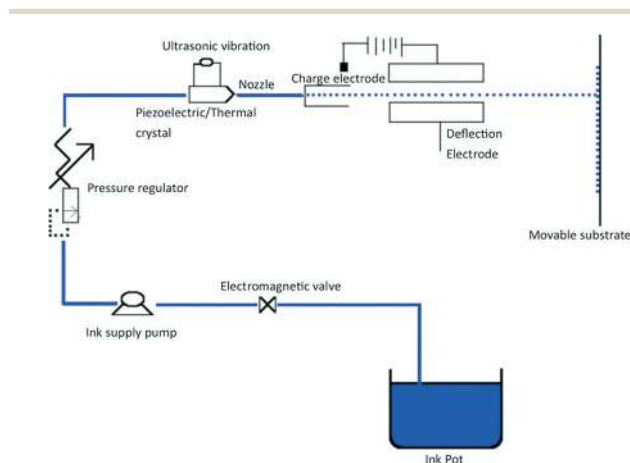 Ultrasonic vibration
Nozzle
Charge electrode
Piezoelectric/Thermal
crystal
Deflection
Electrode
Pressure regulator
Movable substrate
Electromagnetic valve
Ink supply pump
Ink Pot